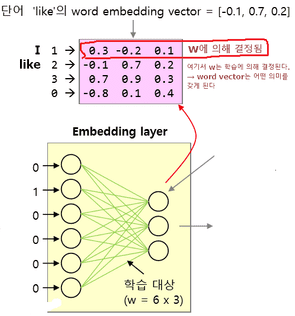 단어 'like'의 word embedding vector = [-0.1, 0.7, 0.2]
I 1 → 0.3 -0.2 0.1 W에 의해 결정됨
like 2 → -0.1 0.7 0.2 여기서 w는 학습에 의해 결정된다.
3 → 0.7 0.9 0.3 → word vector는 어떤 의미를
0 → -0.8 0.1 0.4 갖게 된다
Embedding layer
0
1
0
0
0
0
학습 대상
(w = 6 x 3)